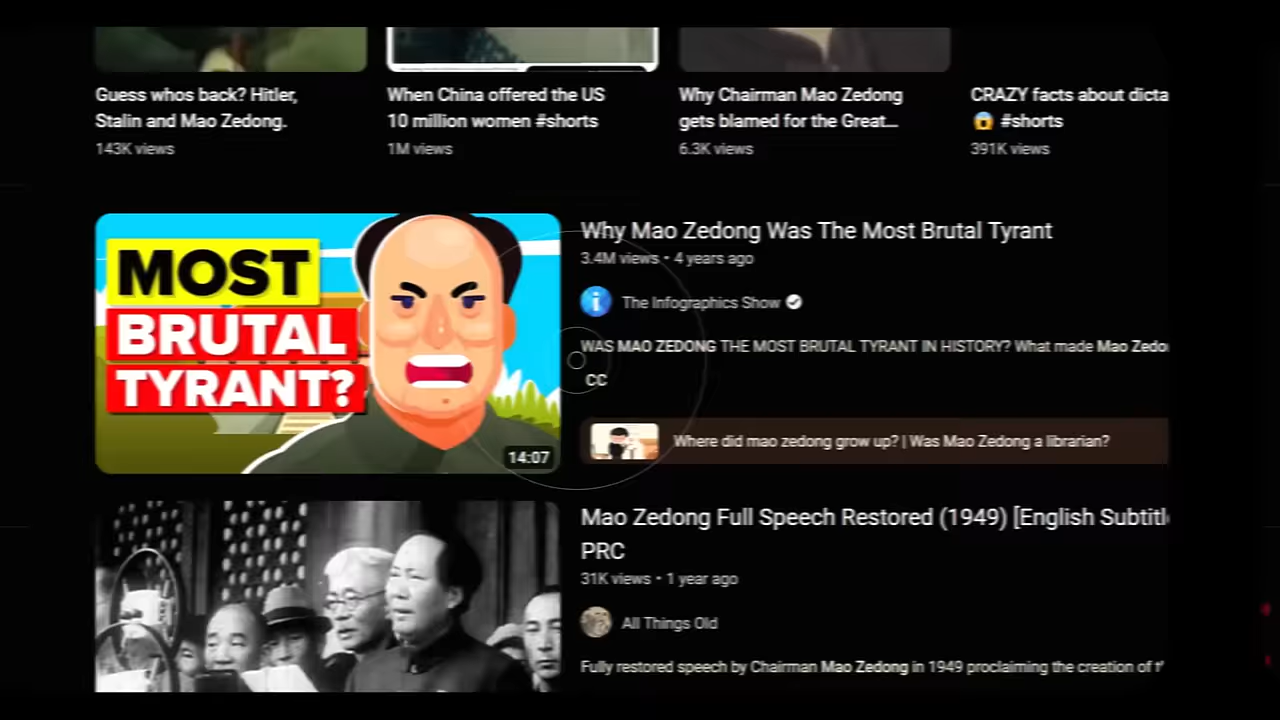 Guess whos back? Hitler,
Stalin and Mao Zedong.
143K views
When China offered the US
10 million women #shorts
1M views
Why Chairman Mao Zedong
gets blamed for the Great...
6.3K views
CRAZY facts about dicta
😱 #shorts
391K views
MOST
BRUTAL
TYRANT?
14:07
Why Mao Zedong Was The Most Brutal Tyrant
3.4M views • 4 years ago
The Infographics Show
WAS MAO ZEDONG THE MOST BRUTAL TYRANT IN HISTORY? What made Mao Zedo
CC
Where did mao zedong grow up? | Was Mao Zedong a librarian?
Mao Zedong Full Speech Restored (1949) [English Subtitl
PRC
31K views • 1 year ago
All Things Old
Fully restored speech by Chairman Mao Zedong in 1949 proclaiming the creation of